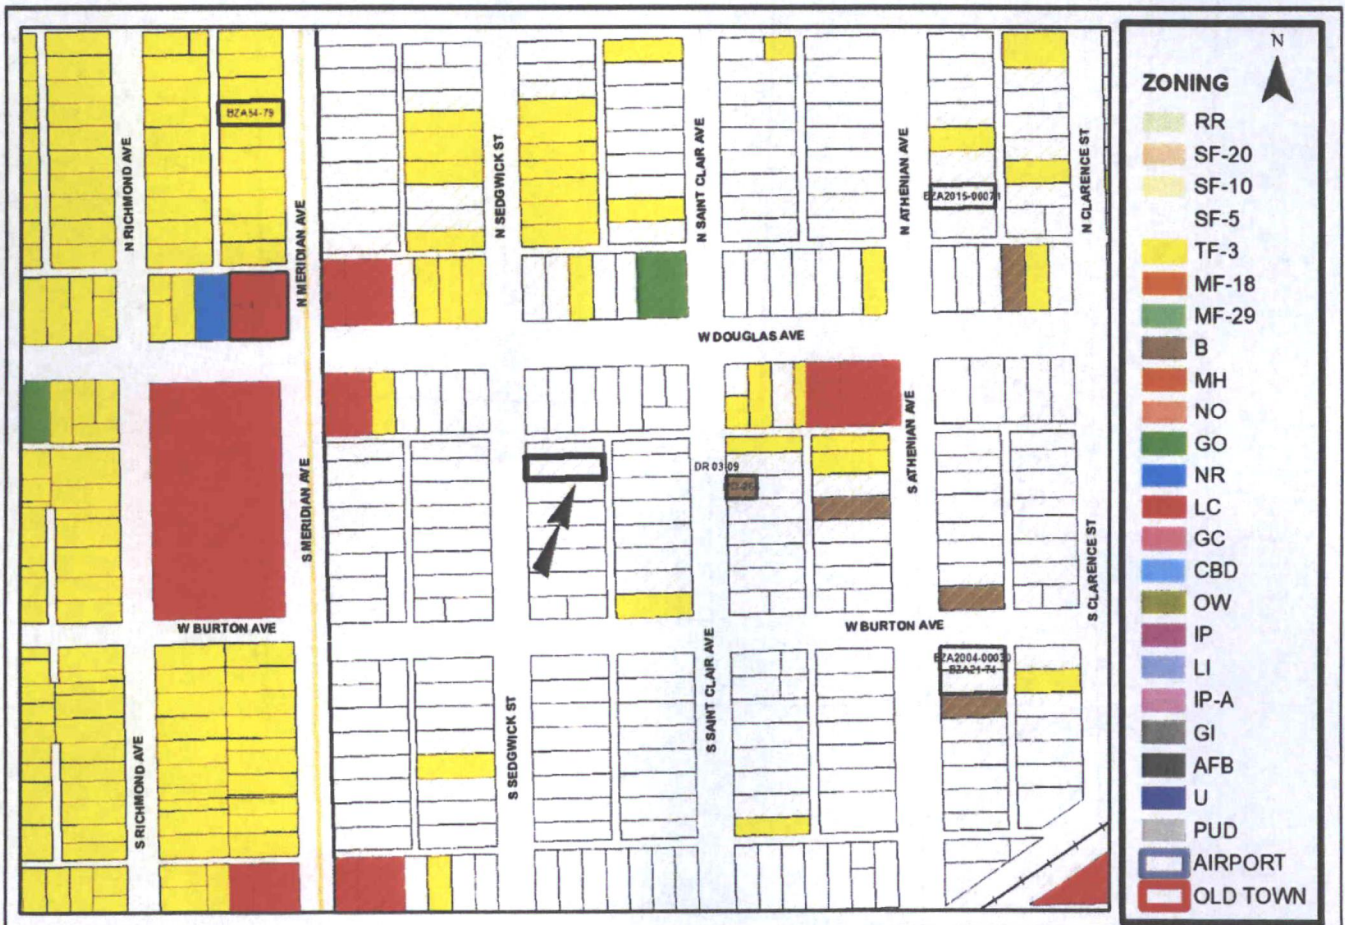 BZA54-79
N RICHMOND AVE
N MERIDIAN AVE
N SEDGWICK ST
N SAINT CLAIR AVE
N ATHENIAN AVE
N CLARENCE ST
BZA2015-00071
W DOUGLAS AVE
S MERIDIAN AVE
DR 03-09
S ATHENIAN AVE
S CLARENCE ST
W BURTON AVE
W BURTON AVE
BZA2004-00030
BZA21-74
S RICHMOND AVE
S SEDGWICK ST
S SAINT CLAIR AVE
N
ZONING
RR
SF-20
SF-10
SF-5
TF-3
MF-18
MF-29
B
MH
NO
GO
NR
LC
GC
CBD
OW
IP
LI
IP-A
GI
AFB
U
PUD
AIRPORT
OLD TOWN